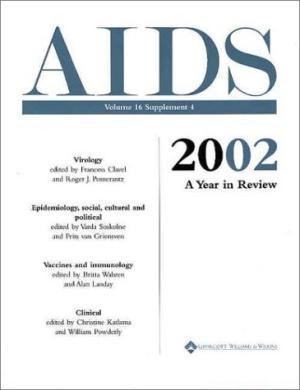 AIDS
Volume 16 Supplement 4
2002
A Year in Review
Virology
edited by Francois Clavel
and Roger J. Pomerantz
Epidemiology, social, cultural and
political
edited by Varda Soskolne
and Frits van Griensven
Vaccines and immunology
edited by Britta Wahren
and Alan Landay
Clinical
edited by Christine Katlama
and William Powderly
LIPPINCOTT WILLIAMS & WILKINS